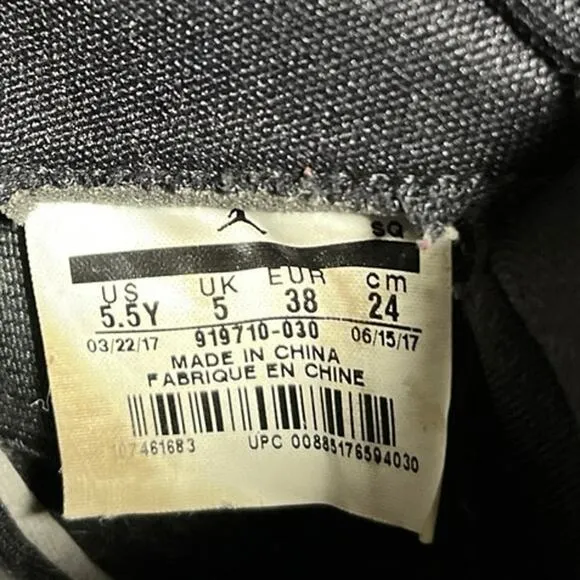 SQ
US UK EUR cm
5.5Y 5 38 24
03/22/17 919710-030 06/15/17
MADE IN CHINA
FABRIQUE EN CHINE
107461683 UPC 00885176594030